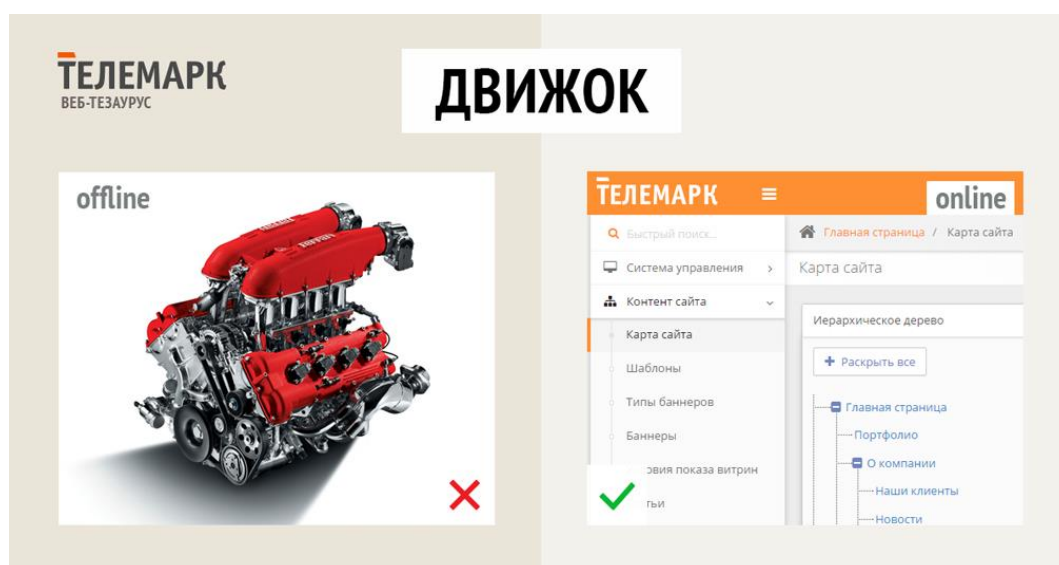 ТЕЛЕМАРК
ВЕБ-ТЕЗАУРУС
ДВИЖОК
offline
ТЕЛЕМАРК
online
Быстрый поиск...
Главная страница / Карта сайта
Система управления
Карта сайта
Контент сайта
Иерархическое дерево
Карта сайта
Раскрыть все
Шаблоны
Типы баннеров
Главная страница
Баннеры
Портфолио
О компании
овия показа витрин
Наши клиенты
тьи
Новости